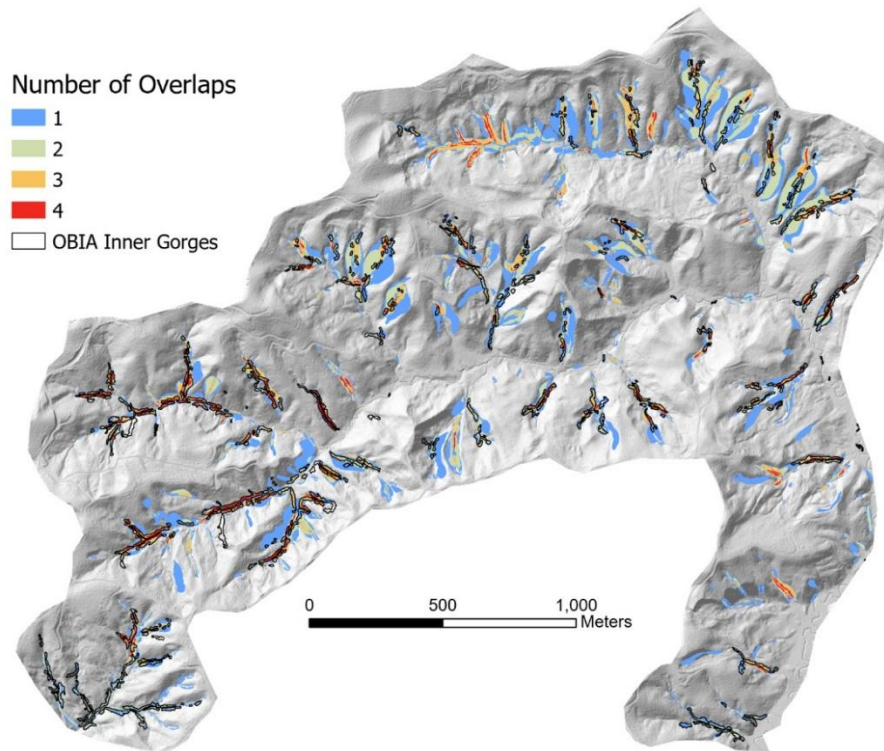 Number of Overlaps
1
2
3
4
OBIA Inner Gorges
0 500 1,000
Meters